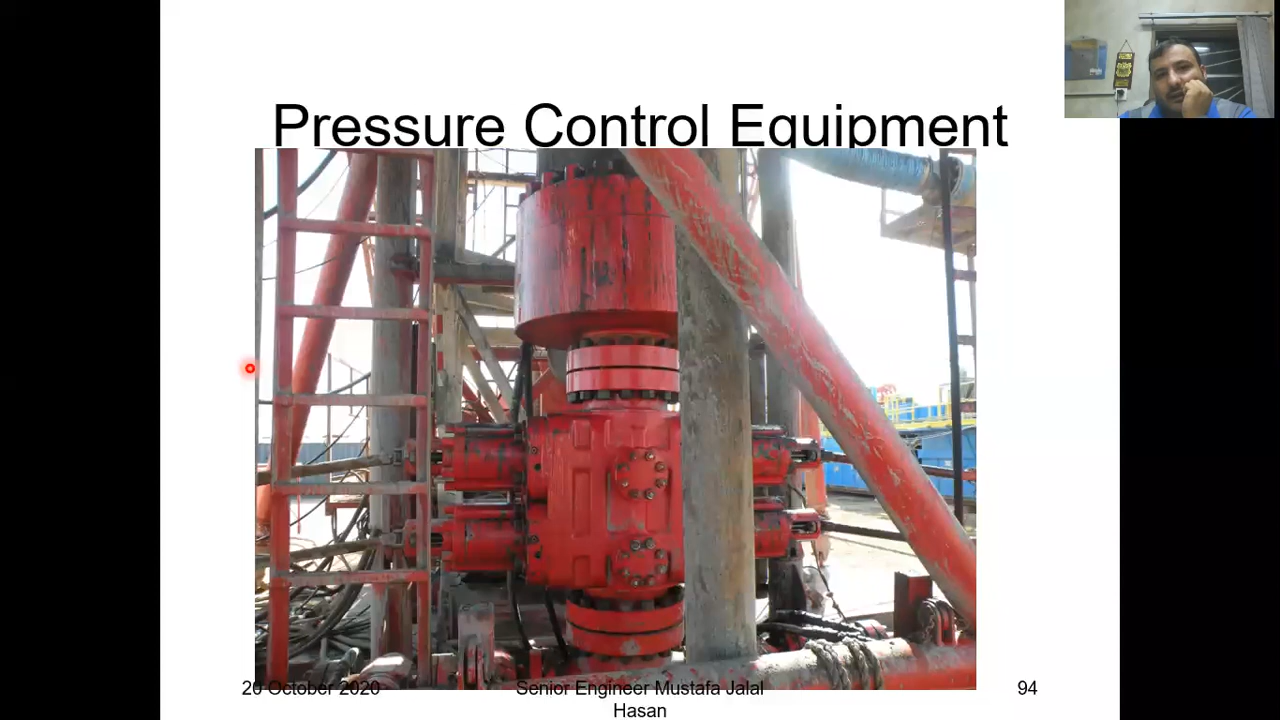 Pressure Control Equipment
20 October 2020
Senior Engineer Mustafa Jalal
Hasan
94